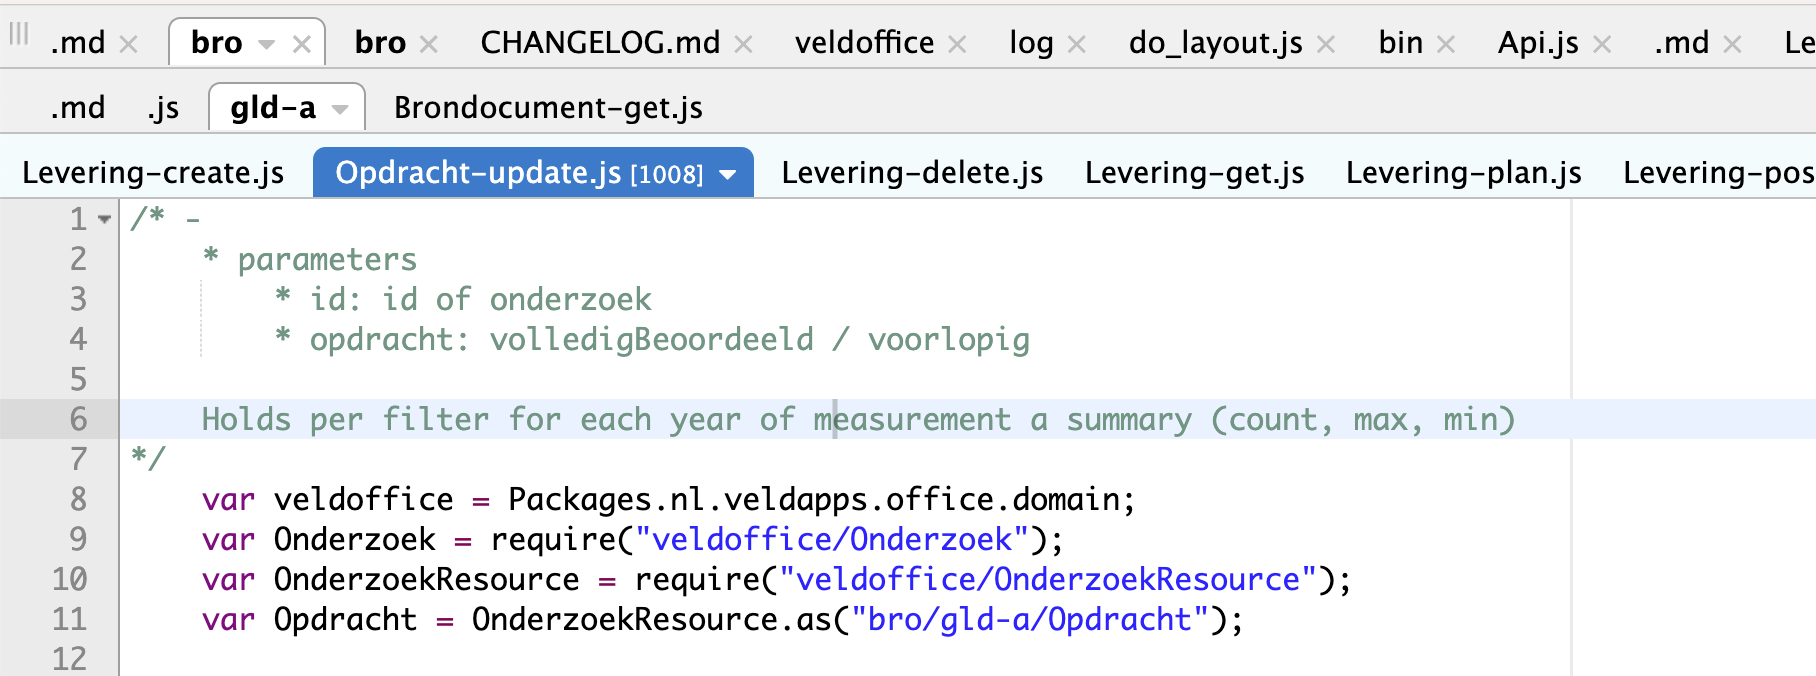 .md bro bro CHANGELOG.md veldoffice log do_layout.js bin Api.js .md Le
.md .js gld-a Brondocument-get.js
Levering-create.js Opdracht-update.js [1008] Levering-delete.js Levering-get.js Levering-plan.js Levering-pos
1 /* -
2 * parameters
3 * id: id of onderzoek
4 * opdracht: volledigBeoordeeld / voorlopig
5
6 Holds per filter for each year of measurement a summary (count, max, min)
7 */
8 var veldoffice = Packages.nl.veldapps.office.domain;
9 var Onderzoek = require("veldoffice/Onderzoek");
10 var OnderzoekResource = require("veldoffice/OnderzoekResource");
11 var Opdracht = OnderzoekResource.as("bro/gld-a/Opdracht");
12